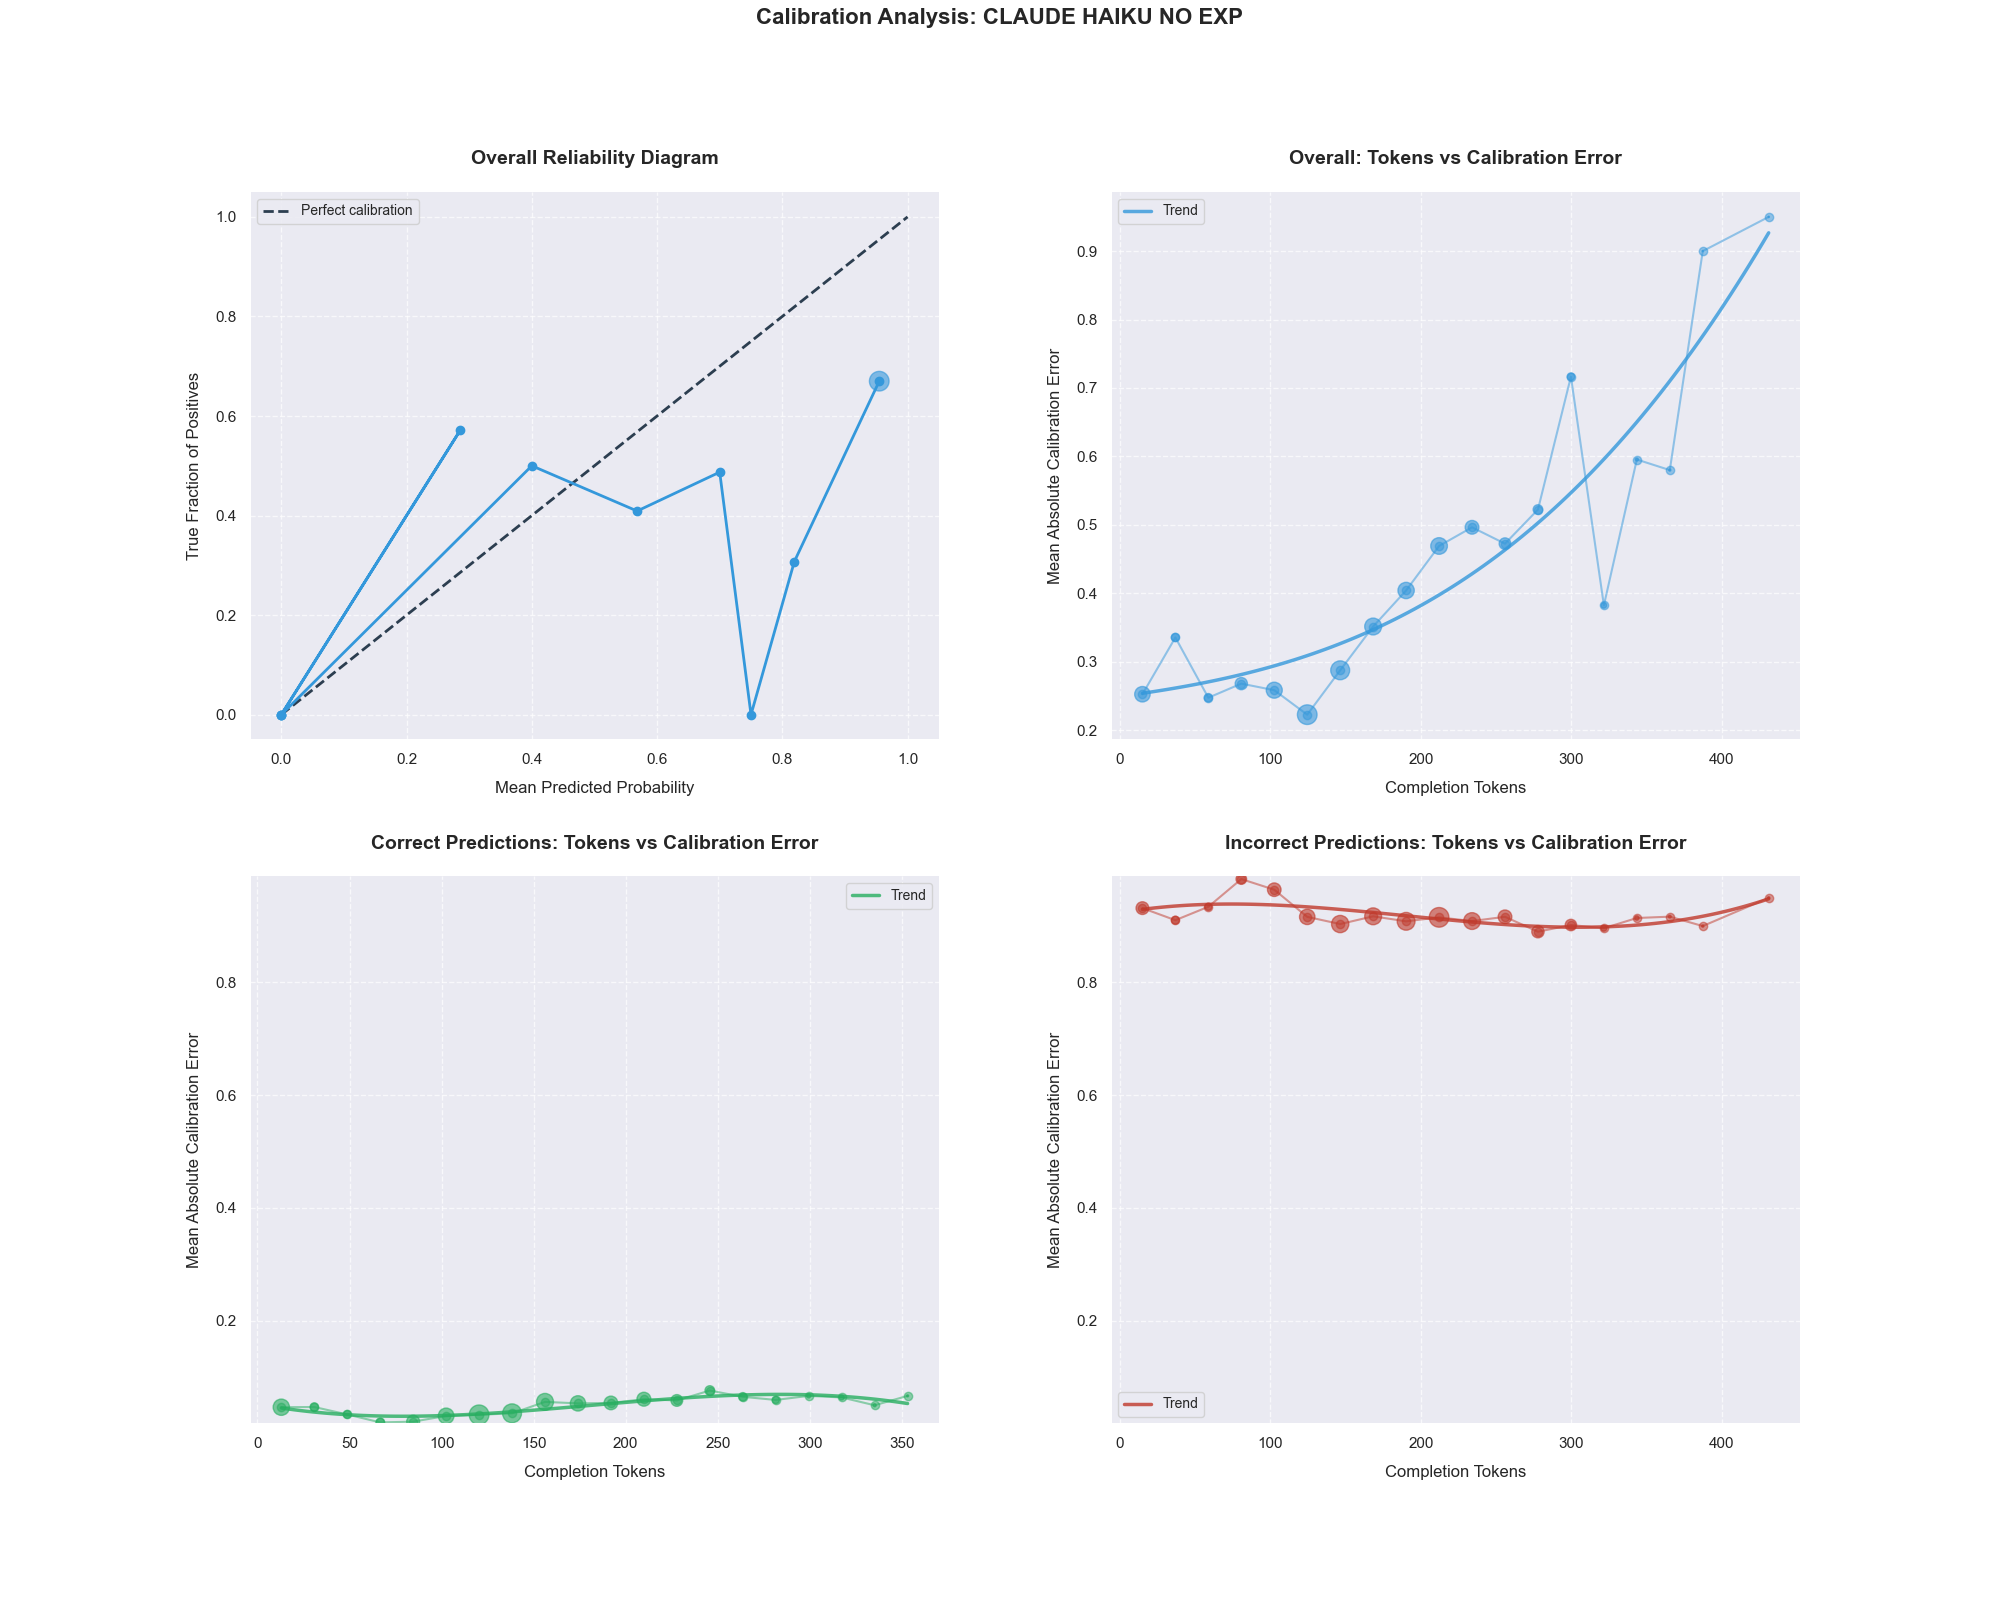 Calibration Analysis: CLAUDE HAIKU NO EXP
Overall Reliability Diagram
Perfect calibration
1.0
0.8
0.6
0.4
0.2
0.0
True Fraction of Positives
0.0 0.2 0.4 0.6 0.8 1.0
Mean Predicted Probability
Overall: Tokens vs Calibration Error
Trend
0.9
0.8
0.7
0.6
0.5
0.4
0.3
0.2
Mean Absolute Calibration Error
0 100 200 300 400
Completion Tokens
Correct Predictions: Tokens vs Calibration Error
Trend
0.8
0.6
0.4
0.2
Mean Absolute Calibration Error
0 50 100 150 200 250 300 350
Completion Tokens
Incorrect Predictions: Tokens vs Calibration Error
0.8
0.6
0.4
0.2
Mean Absolute Calibration Error
Trend
0 100 200 300 400
Completion Tokens